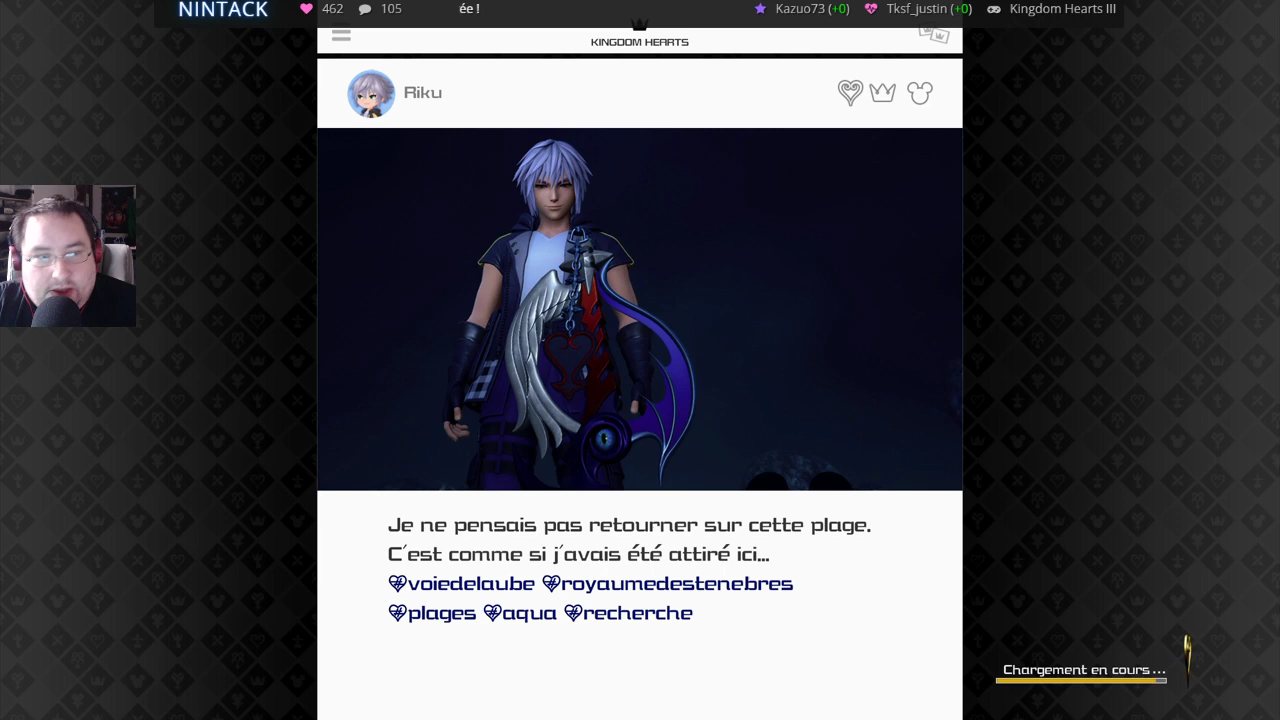 NINTACK 462 105 ée ! Kazuo73 (+0) Tksf_justin (+0) Kingdom Hearts III
KINGDOM HEARTS
Riku
Je ne pensais pas retourner sur cette plage.
C'est comme si j'avais été attiré ici...
#voiedelaube #royaumedestenebres
#plages #aqua #recherche
Chargement en cours...